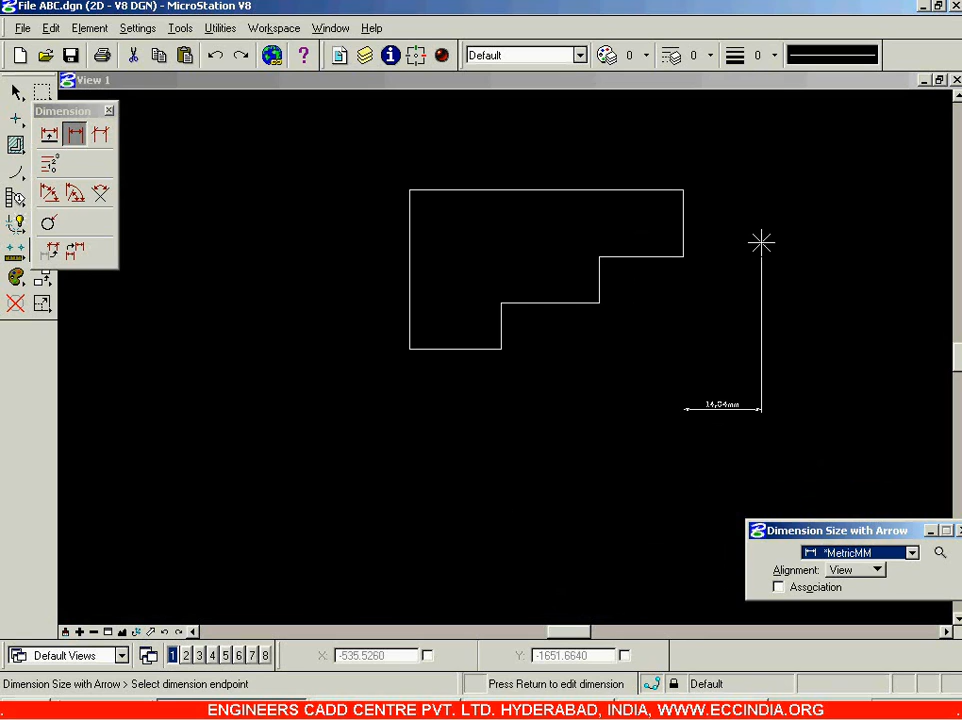 File ABC.dgn (2D - V8 DGN) - MicroStation V8
File Edit Element Settings Tools Utilities Workspace Window Help
Default 0 0 0
View 1
Dimension
14,04mm
Dimension Size with Arrow
*MetricMM
Alignment: View
Association
Default Views 1 2 3 4 5 6 7 8 X: -535.5260 Y: -1651.6640
Dimension Size with Arrow > Select dimension endpoint Press Return to edit dimension Default
ENGINEERS CADD CENTRE PVT. LTD. HYDERABAD, INDIA, WWW.ECCINDIA.ORG